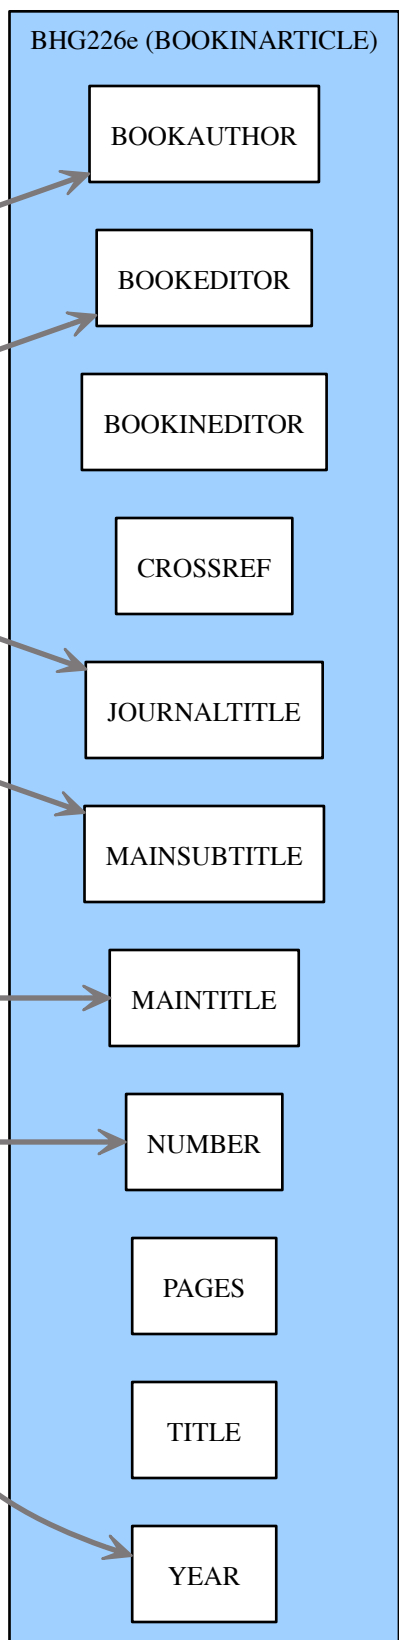 BHG226e (BOOKINARTICLE)
BOOKAUTHOR
BOOKEDITOR
BOOKINEDITOR
CROSSREF
JOURNALTITLE
MAINSUBTITLE
MAINTITLE
NUMBER
PAGES
TITLE
YEAR